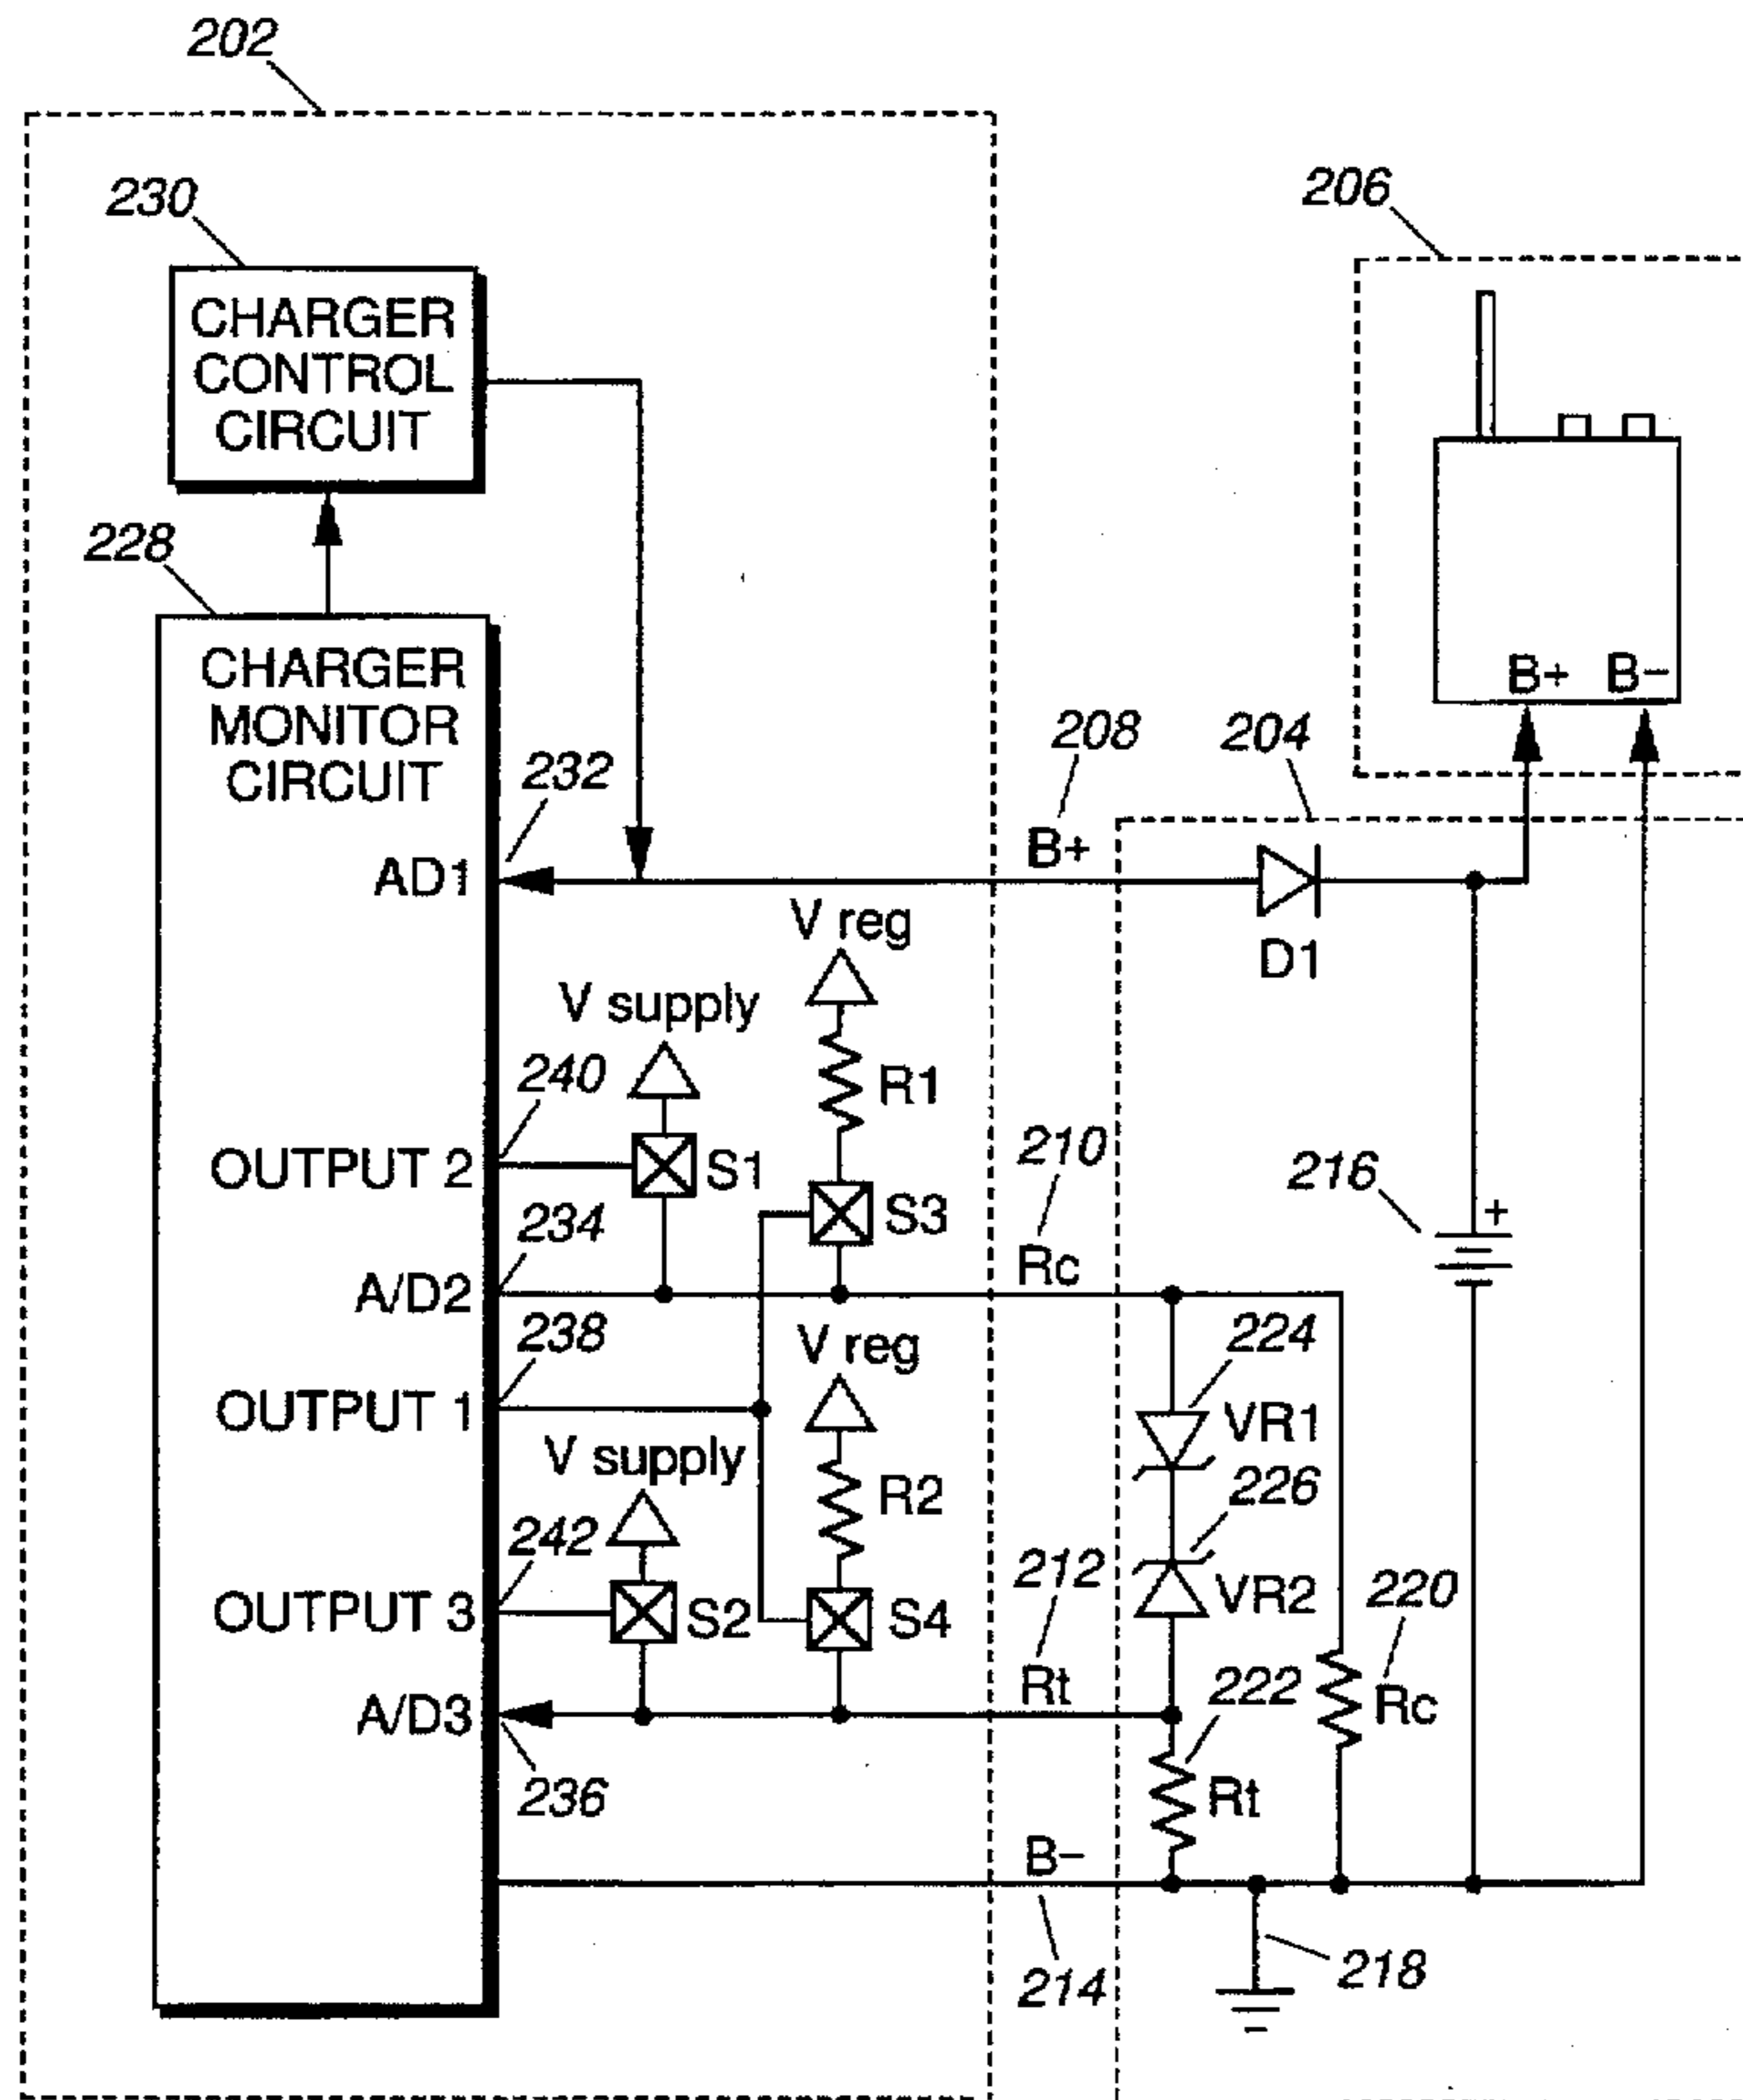 202
230
206
CHARGER
CONTROL
CIRCUIT
228
CHARGER
MONITOR
CIRCUIT
B+ B−
232
208
204
AD1
B+
D1
V reg
V supply
240
R1
210
216
+
OUTPUT 2
S1
S3
234
Rc
A/D2
238
V reg
224
OUTPUT 1
VR1
V supply
R2
226
242
212
VR2
220
OUTPUT 3
S2
S4
Rt
222
Rc
A/D3
236
Rt
B−
214
218